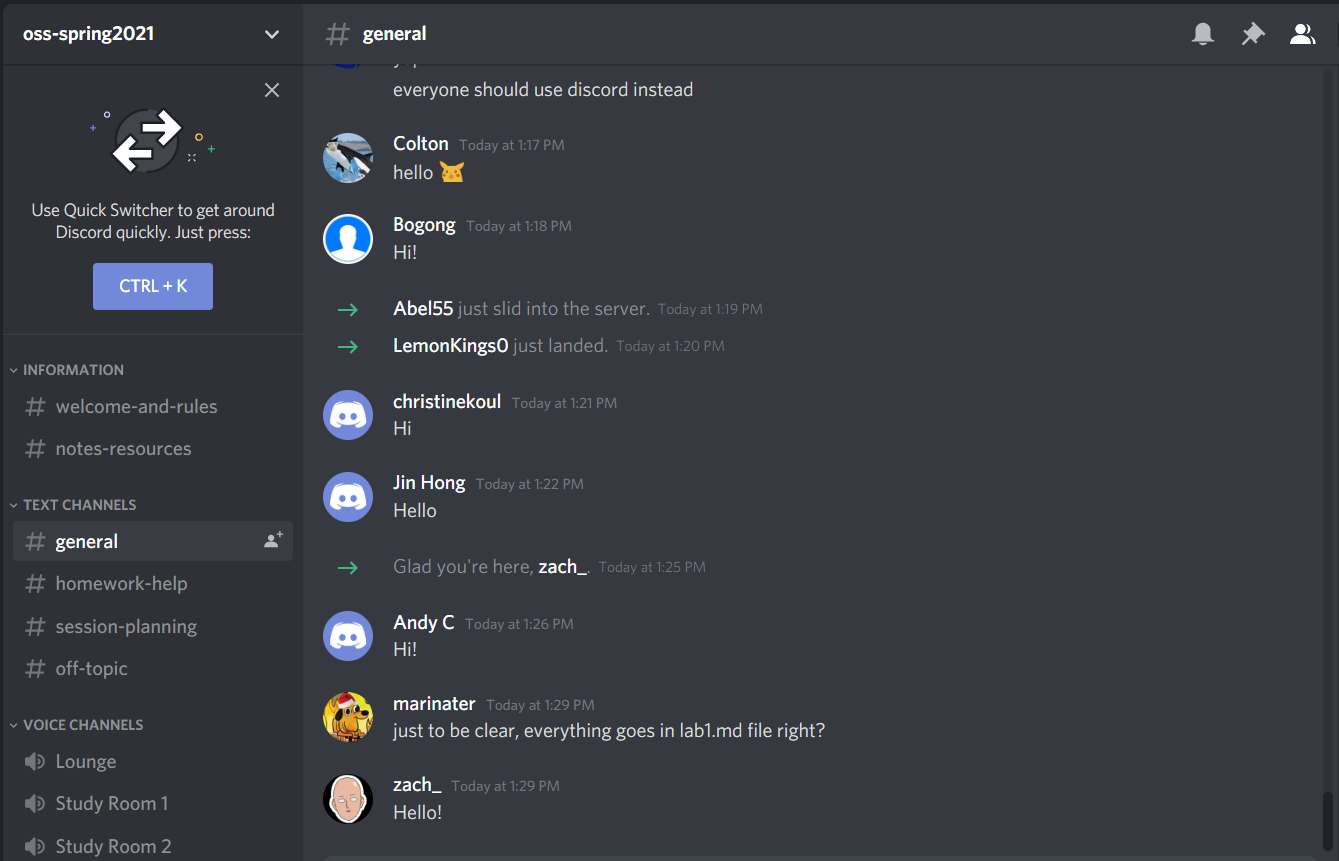 oss-spring2021
Use Quick Switcher to get around
Discord quickly. Just press:
CTRL + K
INFORMATION
# welcome-and-rules
# notes-resources
TEXT CHANNELS
# general
# homework-help
# session-planning
# off-topic
VOICE CHANNELS
Lounge
Study Room 1
Study Room 2
# general
everyone should use discord instead
Colton Today at 1:17 PM
hello
Bogong Today at 1:18 PM
Hi!
Abel55 just slid into the server. Today at 1:19 PM
LemonKings0 just landed. Today at 1:20 PM
christinekoul Today at 1:21 PM
Hi
Jin Hong Today at 1:22 PM
Hello
Glad you're here, zach_. Today at 1:25 PM
Andy C Today at 1:26 PM
Hi!
marinater Today at 1:29 PM
just to be clear, everything goes in lab1.md file right?
zach_ Today at 1:29 PM
Hello!